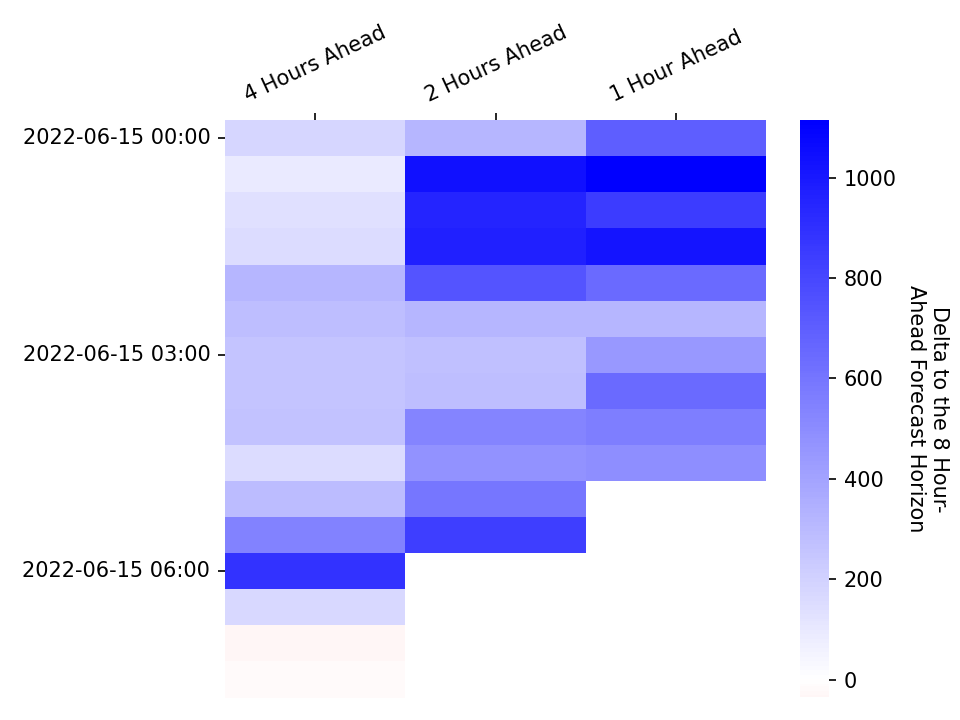 4 Hours Ahead
2 Hours Ahead
1 Hour Ahead
2022-06-15 00:00
2022-06-15 03:00
2022-06-15 06:00
1000
800
600
400
200
0
Delta to the 8 Hour-
Ahead Forecast Horizon